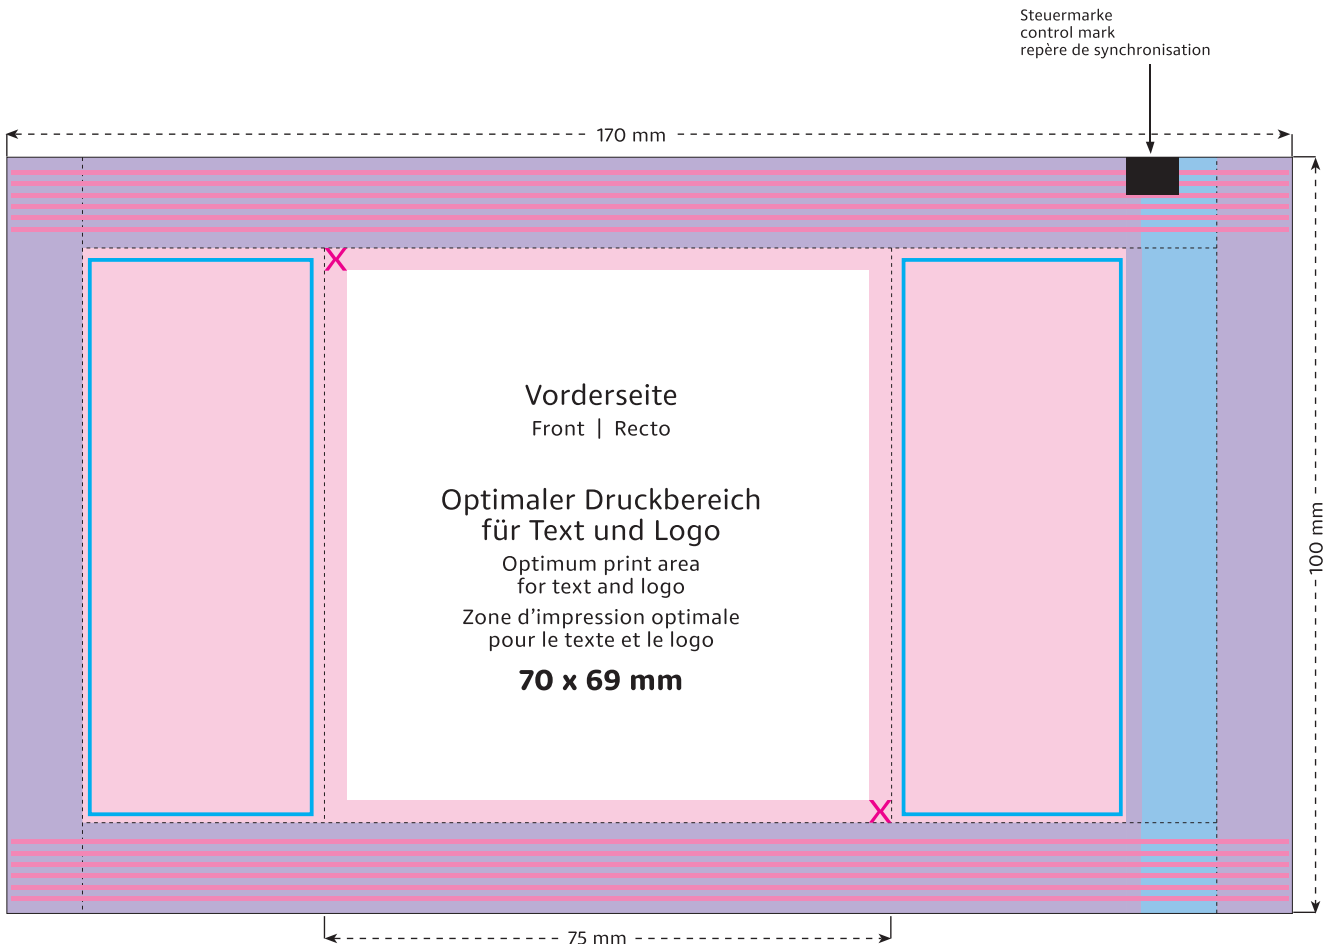 Steuermarke
control mark
repère de synchronisation
170 mm
X
Vorderseite
Front | Recto
Optimaler Druckbereich
für Text und Logo
Optimum print area
for text and logo
Zone d’impression optimale
pour le texte et le logo
70 x 69 mm
100 mm
X
75 mm